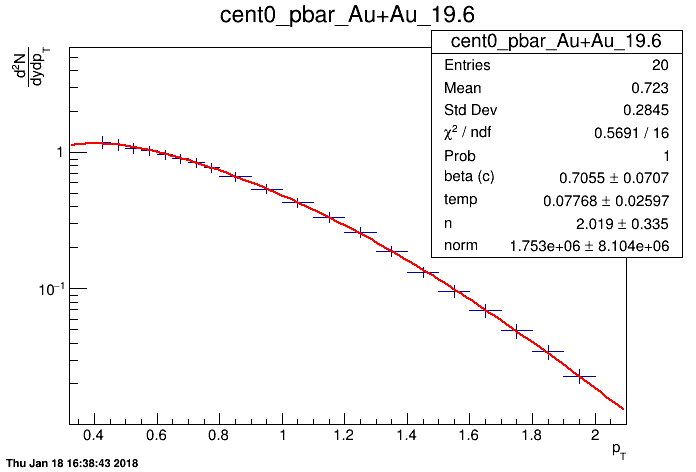 cent0_pbar_Au+Au_19.6
d²N
dydp_T
cent0_pbar_Au+Au_19.6
Entries 20
Mean 0.723
Std Dev 0.2845
χ² / ndf 0.5691 / 16
Prob 1
beta (c) 0.7055 ± 0.0707
temp 0.07768 ± 0.02597
n 2.019 ± 0.335
norm 1.753e+06 ± 8.104e+06
1
10⁻¹
0.4 0.6 0.8 1 1.2 1.4 1.6 1.8 2
p_T
Thu Jan 18 16:38:43 2018